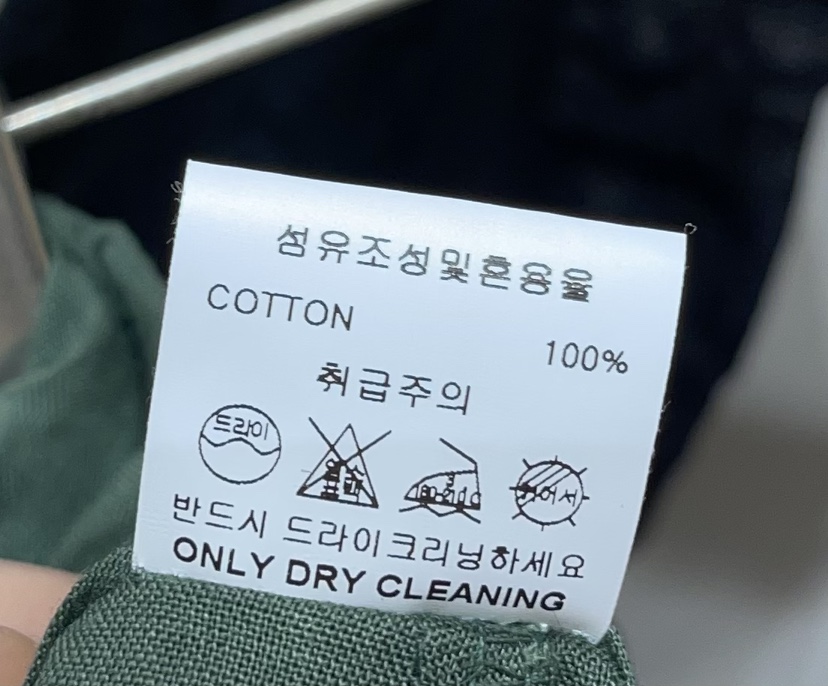 섬유조성및혼용율
COTTON 100%
취급주의
드라이
반드시 드라이크리닝하세요
ONLY DRY CLEANING